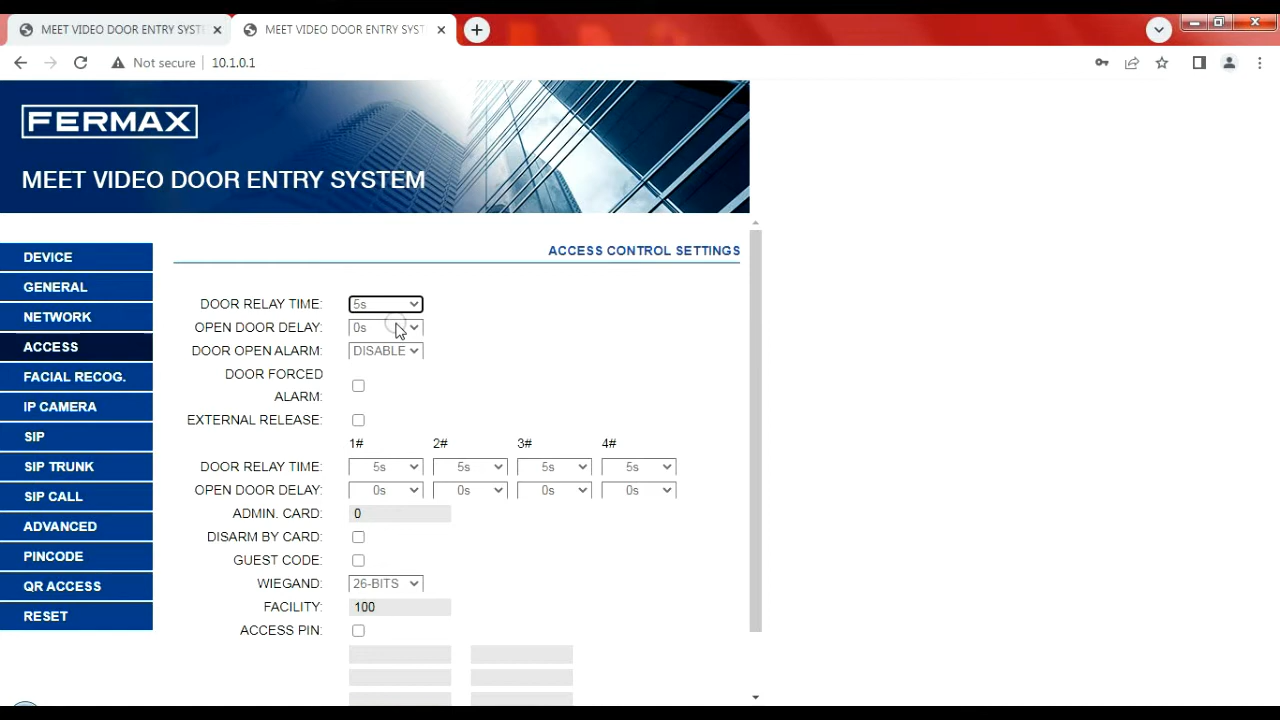 MEET VIDEO DOOR ENTRY SYSTE
MEET VIDEO DOOR ENTRY SYST
Not secure
10.1.0.1
FERMAX
MEET VIDEO DOOR ENTRY SYSTEM
DEVICE
GENERAL
NETWORK
ACCESS
FACIAL RECOG.
IP CAMERA
SIP
SIP TRUNK
SIP CALL
ADVANCED
PINCODE
QR ACCESS
RESET
ACCESS CONTROL SETTINGS
DOOR RELAY TIME: 5s
OPEN DOOR DELAY: 0s
DOOR OPEN ALARM: DISABLE
DOOR FORCED
ALARM:
EXTERNAL RELEASE:
1# 2# 3# 4#
DOOR RELAY TIME: 5s 5s 5s 5s
OPEN DOOR DELAY: 0s 0s 0s 0s
ADMIN. CARD: 0
DISARM BY CARD:
GUEST CODE:
WIEGAND: 26-BITS
FACILITY: 100
ACCESS PIN: